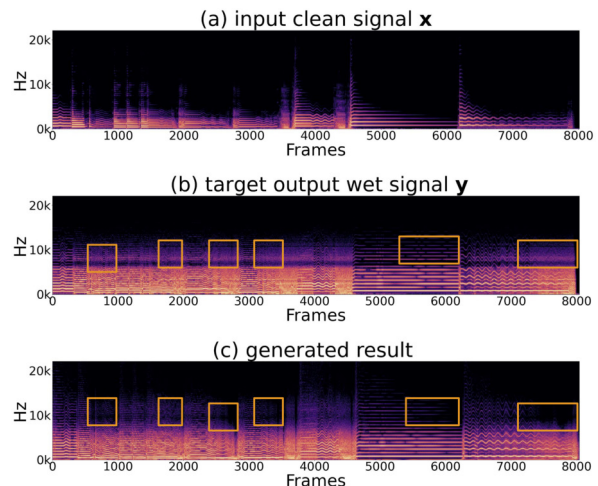 (a) input clean signal x
20k
10k
0k
Hz
0 1000 2000 3000 4000 5000 6000 7000 8000
Frames
(b) target output wet signal y
20k
10k
0k
Hz
0 1000 2000 3000 4000 5000 6000 7000 8000
Frames
(c) generated result
20k
10k
0k
Hz
0 1000 2000 3000 4000 5000 6000 7000 8000
Frames